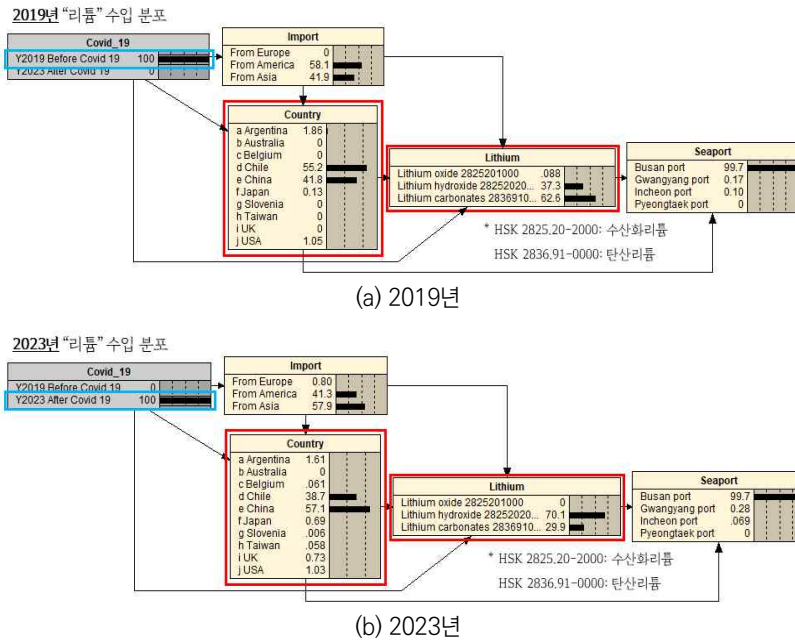 2019년 “리튬” 수입 분포
Covid_19
Y2019 Before Covid 19 100
Y2023 After Covid 19 0
Import
From Europe 0
From America 58.1
From Asia 41.9
Country
a Argentina 1.86
b Australia 0
c Belgium 0
d Chile 55.2
e China 41.8
f Japan 0.13
g Slovenia 0
h Taiwan 0
i UK 0
j USA 1.05
Lithium
Lithium oxide 2825201000 .088
Lithium hydroxide 28252020... 37.3
Lithium carbonates 2836910... 62.6
Seaport
Busan port 99.7
Gwangyang port 0.17
Incheon port 0.10
Pyeongtaek port 0
* HSK 2825.20-2000: 수산화리튬
HSK 2836.91-0000: 탄산리튬
(a) 2019년
2023년 “리튬” 수입 분포
Covid_19
Y2019 Before Covid 19 0
Y2023 After Covid 19 100
Import
From Europe 0.80
From America 41.3
From Asia 57.9
Country
a Argentina 1.61
b Australia 0
c Belgium .061
d Chile 38.7
e China 57.1
f Japan 0.69
g Slovenia .006
h Taiwan .058
i UK 0.73
j USA 1.03
Lithium
Lithium oxide 2825201000 0
Lithium hydroxide 28252020... 70.1
Lithium carbonates 2836910... 29.9
Seaport
Busan port 99.7
Gwangyang port 0.28
Incheon port .069
Pyeongtaek port 0
* HSK 2825.20-2000: 수산화리튬
HSK 2836.91-0000: 탄산리튬
(b) 2023년